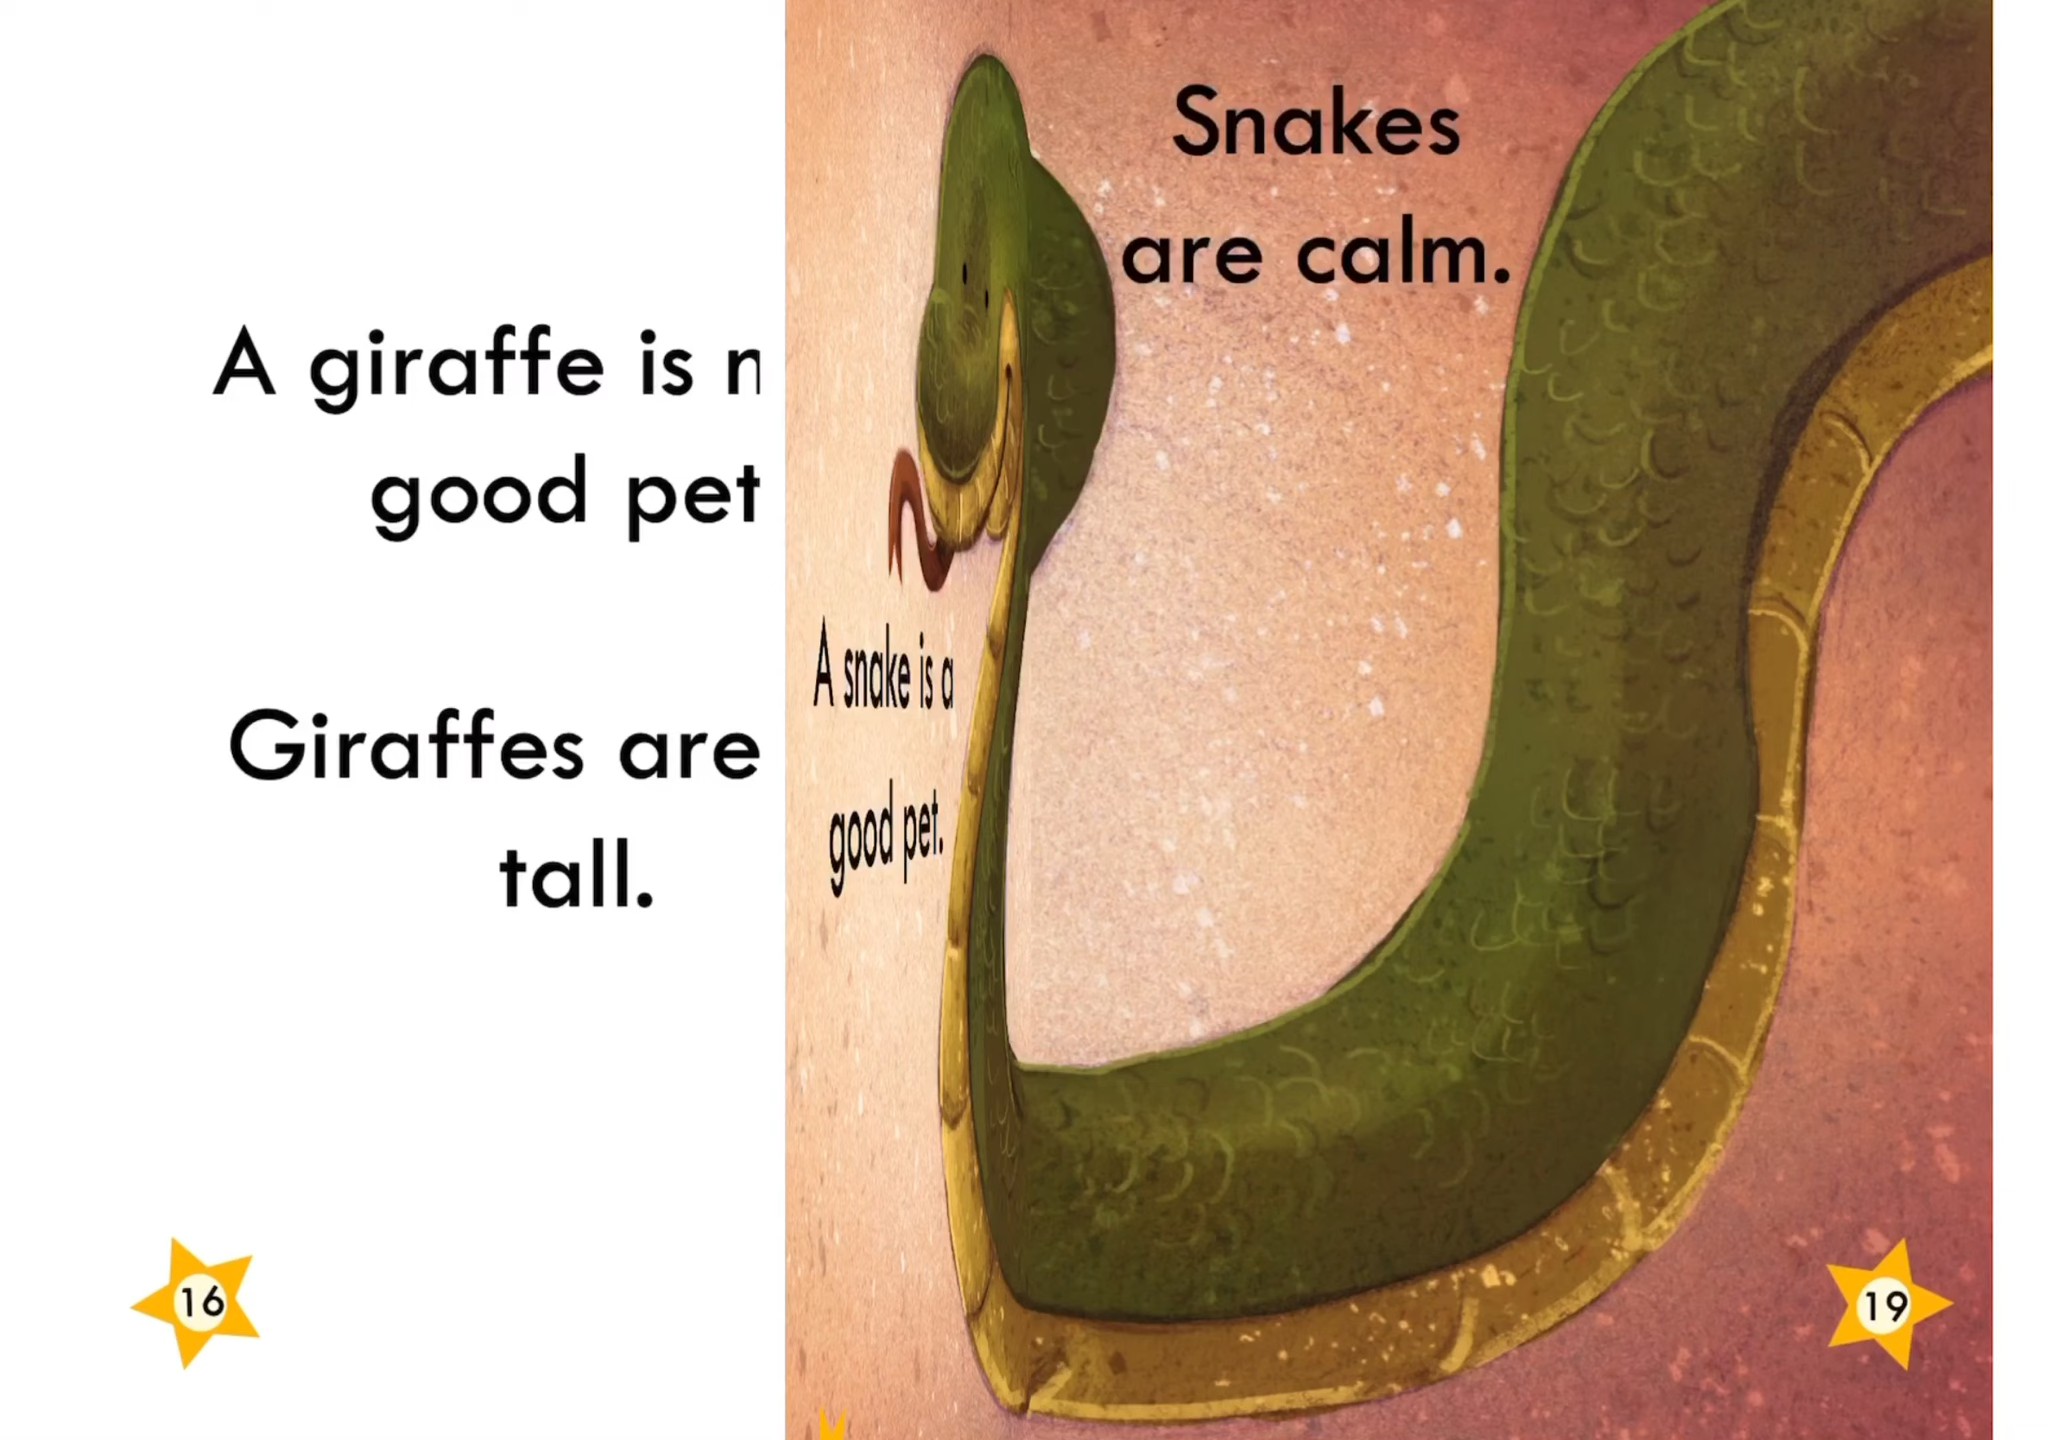 A giraffe is n
good pet
Giraffes are
tall.
16
A snake is a
good pet.
Snakes
are calm.
19